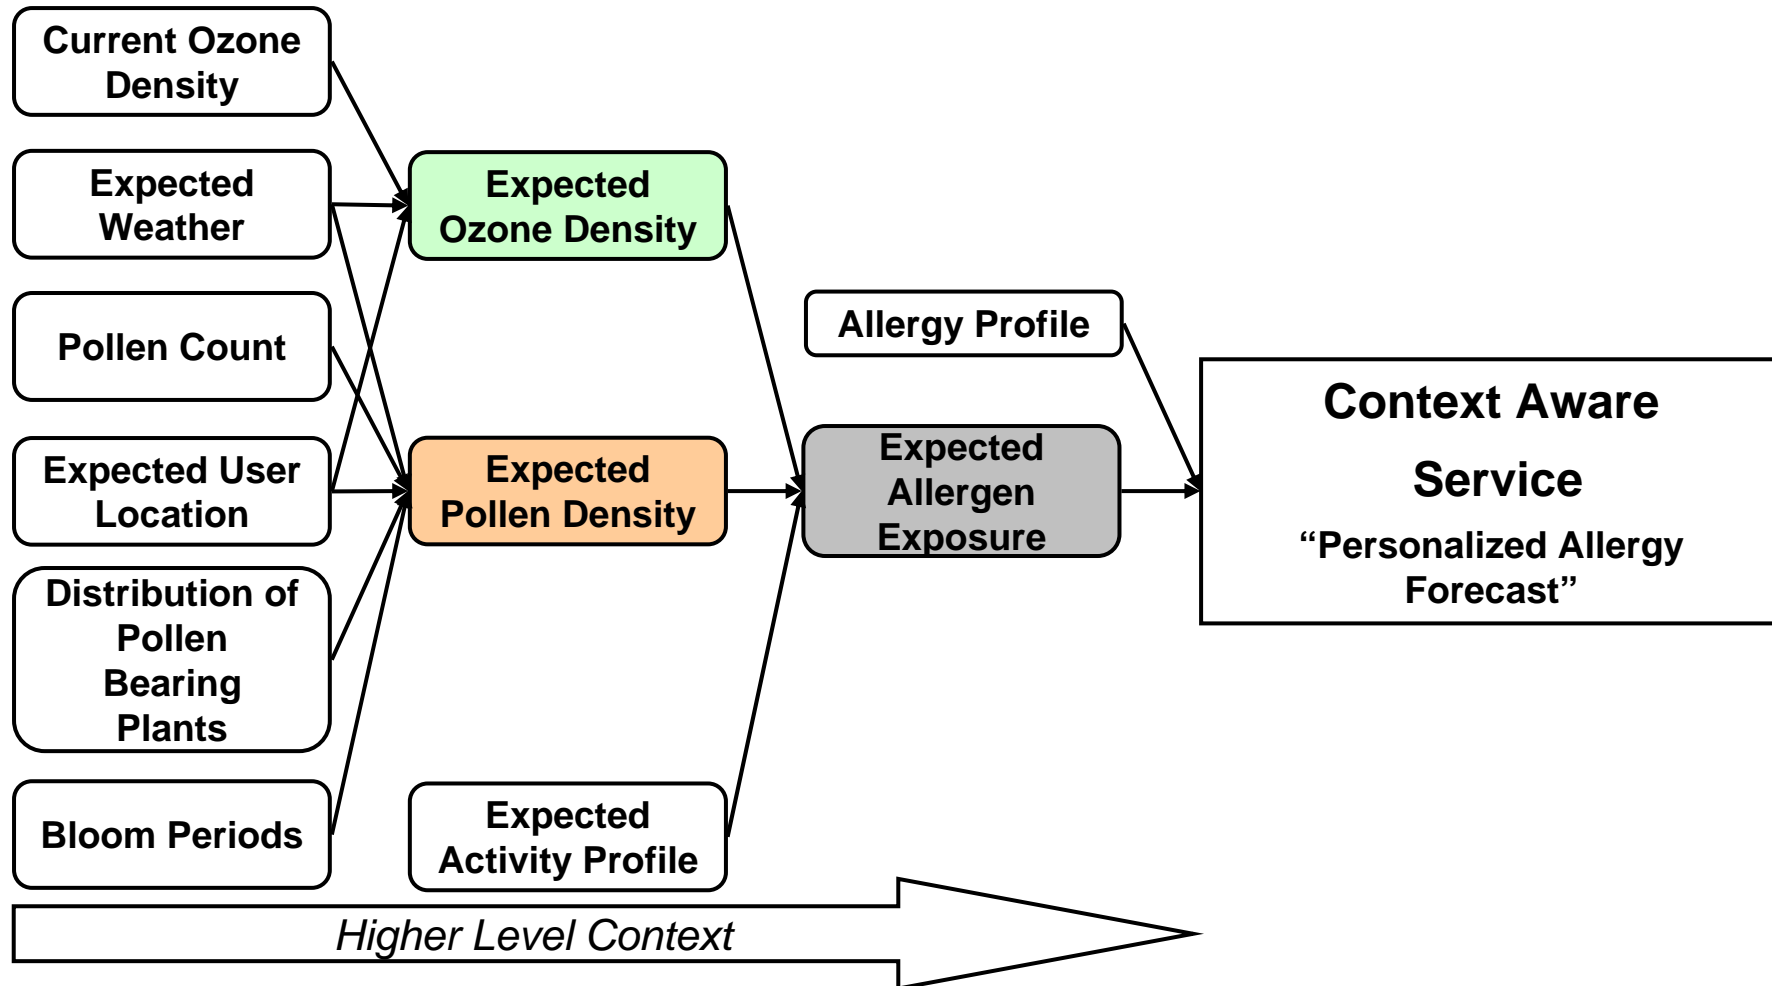 Current Ozone
Density
Expected
Weather
Pollen Count
Expected User
Location
Distribution of
Pollen
Bearing
Plants
Bloom Periods
Expected
Ozone Density
Expected
Pollen Density
Expected
Activity Profile
Allergy Profile
Expected
Allergen
Exposure
Context Aware
Service
“Personalized Allergy
Forecast”
Higher Level Context